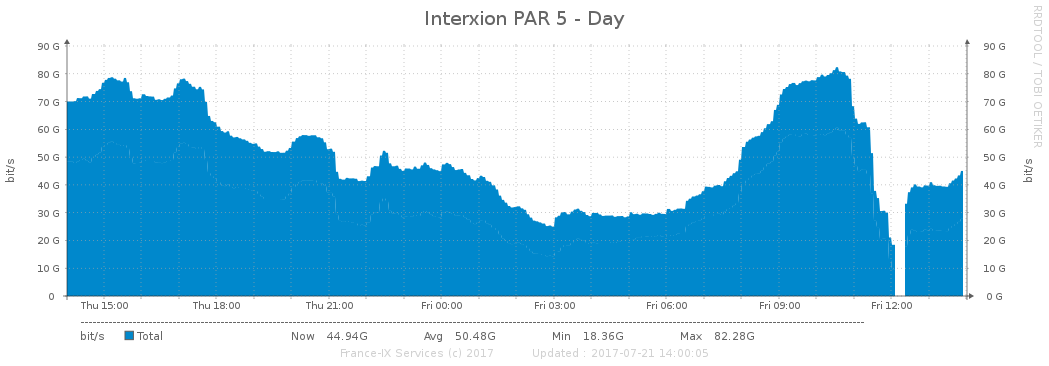 Interxion PAR 5 - Day
RRDTOOL / TOBI OETIKER
90 G 90 G
80 G 80 G
70 G 70 G
60 G 60 G
50 G 50 G
40 G 40 G
30 G 30 G
20 G 20 G
10 G 10 G
0 0 G
bit/s
bit/s
Thu 15:00 Thu 18:00 Thu 21:00 Fri 00:00 Fri 03:00 Fri 06:00 Fri 09:00 Fri 12:00
bit/s Total Now 44.94G Avg 50.48G Min 18.36G Max 82.28G
France-IX Services (c) 2017 Updated : 2017-07-21 14:00:05